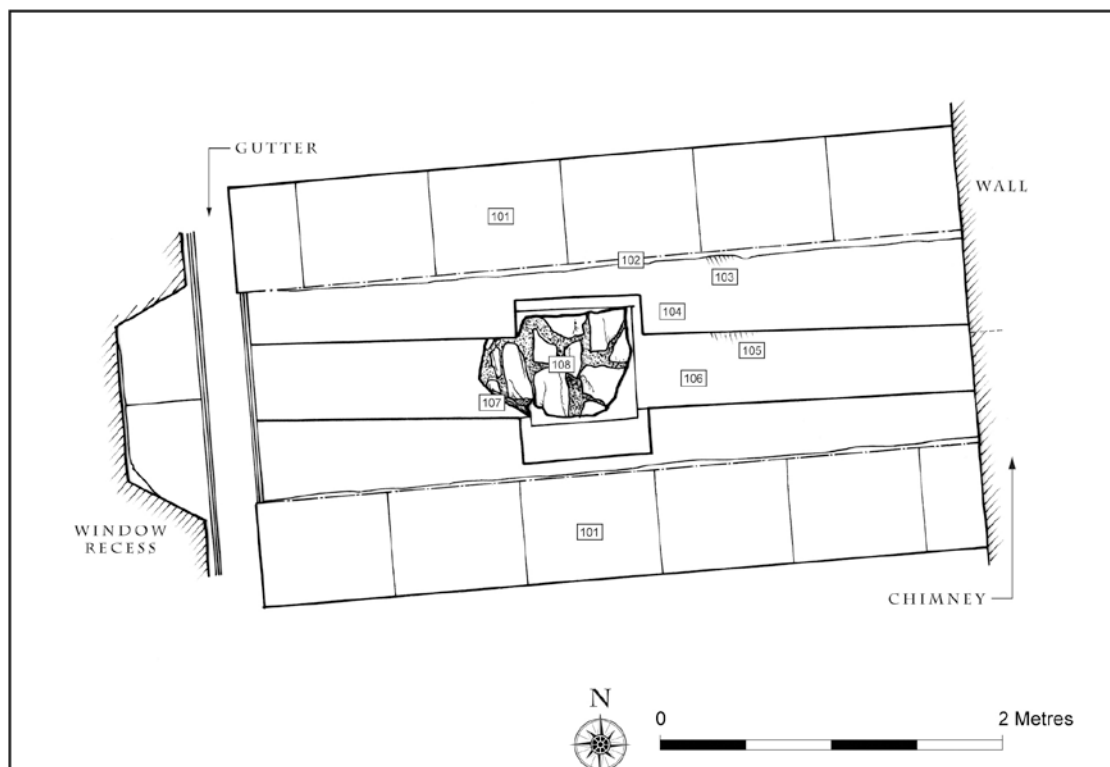 GUTTER
WALL
101
102
103
104
105
106
108
107
101
WINDOW
RECESS
CHIMNEY
N
0 2 Metres